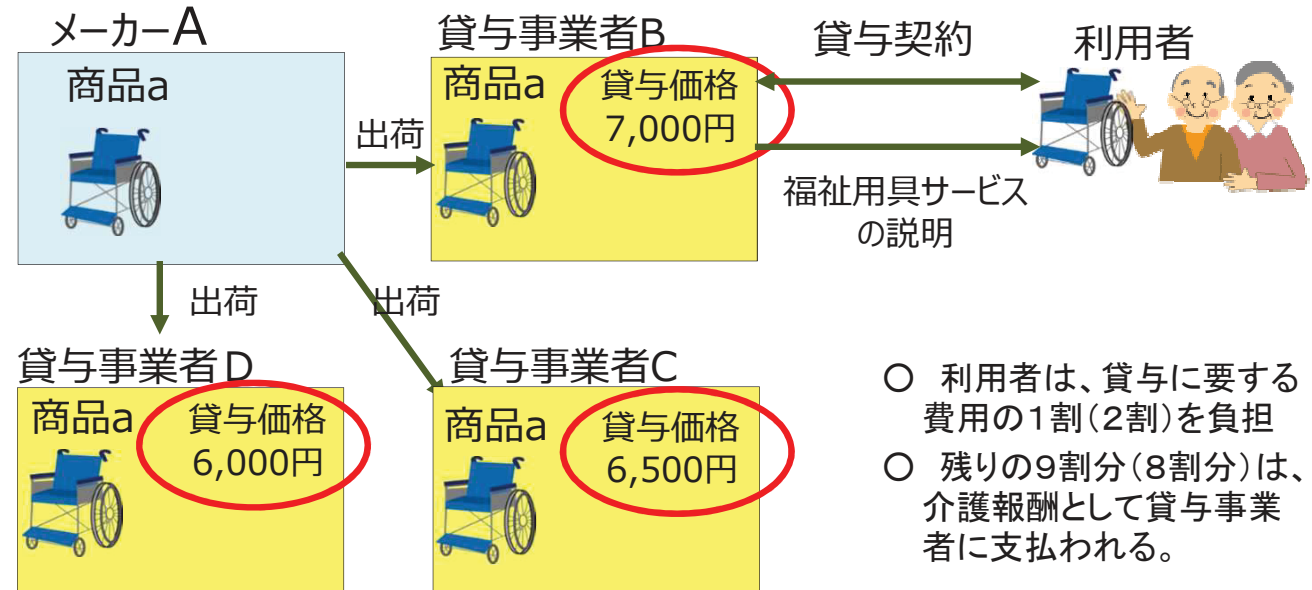 メーカーA
商品a
出荷
貸与事業者B
商品a
貸与価格
7,000円
貸与契約
利用者
福祉用具サービス
の説明
出荷
出荷
貸与事業者D
商品a
貸与価格
6,000円
貸与事業者C
商品a
貸与価格
6,500円
○ 利用者は、貸与に要する
費用の1割(2割)を負担
○ 残りの9割分(8割分)は、
介護報酬として貸与事業
者に支払われる。